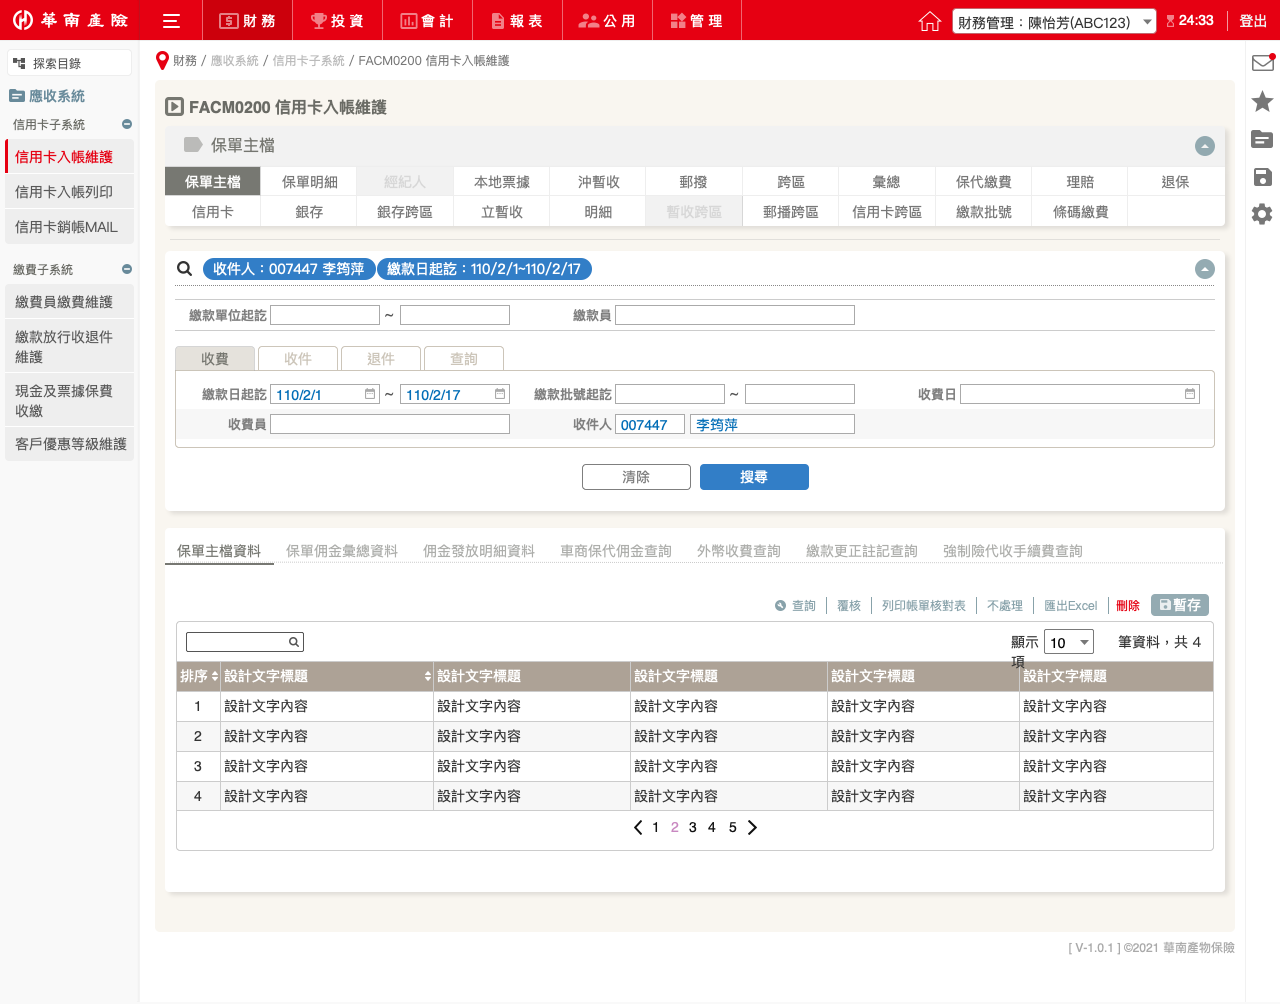 華南產險 財務 投資 會計 報表 公用 管理 財務管理：陳怡芳(ABC123) 24:33 登出
探索目錄
財務 / 應收系統 / 信用卡子系統 / FACM0200 信用卡入帳維護
應收系統
信用卡子系統
信用卡入帳維護
信用卡入帳列印
信用卡銷帳MAIL
繳費子系統
繳費員繳費維護
繳款放行收退件
維護
現金及票據保費
收繳
客戶優惠等級維護
FACM0200 信用卡入帳維護
保單主檔
保單主檔 保單明細 經紀人 本地票據 沖暫收 郵撥 跨區 彙總 保代繳費 理賠 退保
信用卡 銀存 銀存跨區 立暫收 明細 暫收跨區 郵播跨區 信用卡跨區 繳款批號 條碼繳費
收件人：007447 李筠萍 繳款日起訖：110/2/1~110/2/17
繳款單位起訖 ~ 繳款員
收費 收件 退件 查詢
繳款日起訖 110/2/1 ~ 110/2/17 繳款批號起訖 ~ 收費日
收費員 收件人 007447 李筠萍
清除 搜尋
保單主檔資料 保單佣金彙總資料 佣金發放明細資料 車商保代佣金查詢 外幣收費查詢 繳款更正註記查詢 強制險代收手續費查詢
查詢 覆核 列印帳單核對表 不處理 匯出Excel 刪除 暫存
顯示 10 筆資料，共 4
項
排序 設計文字標題 設計文字標題 設計文字標題 設計文字標題 設計文字標題
1 設計文字內容 設計文字內容 設計文字內容 設計文字內容 設計文字內容
2 設計文字內容 設計文字內容 設計文字內容 設計文字內容 設計文字內容
3 設計文字內容 設計文字內容 設計文字內容 設計文字內容 設計文字內容
4 設計文字內容 設計文字內容 設計文字內容 設計文字內容 設計文字內容
1 2 3 4 5
[ V-1.0.1 ] ©2021 華南產物保險